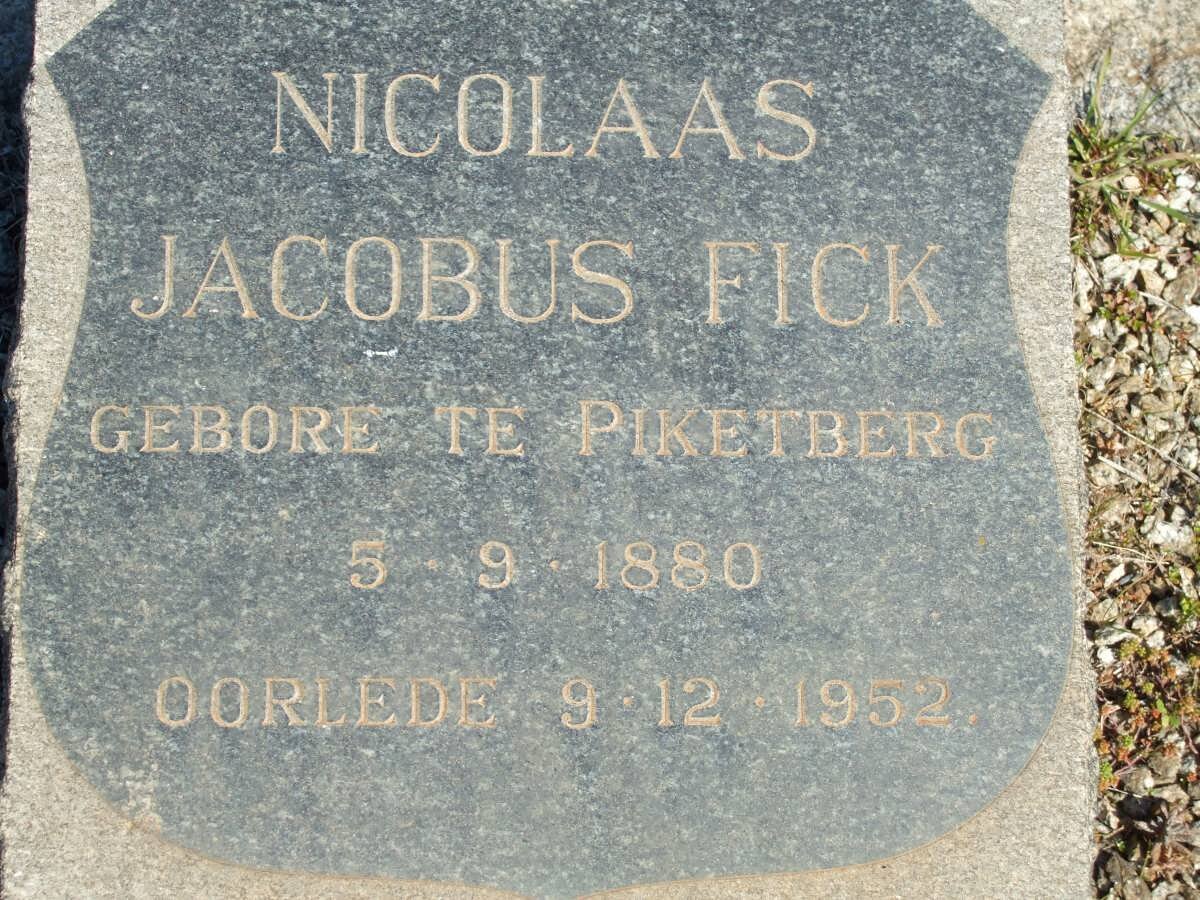 NICOLAAS
JACOBUS FICK
GEBORE TE PIKETBERG
5 · 9 · 1880
OORLEDE 9 · 12 · 1952.